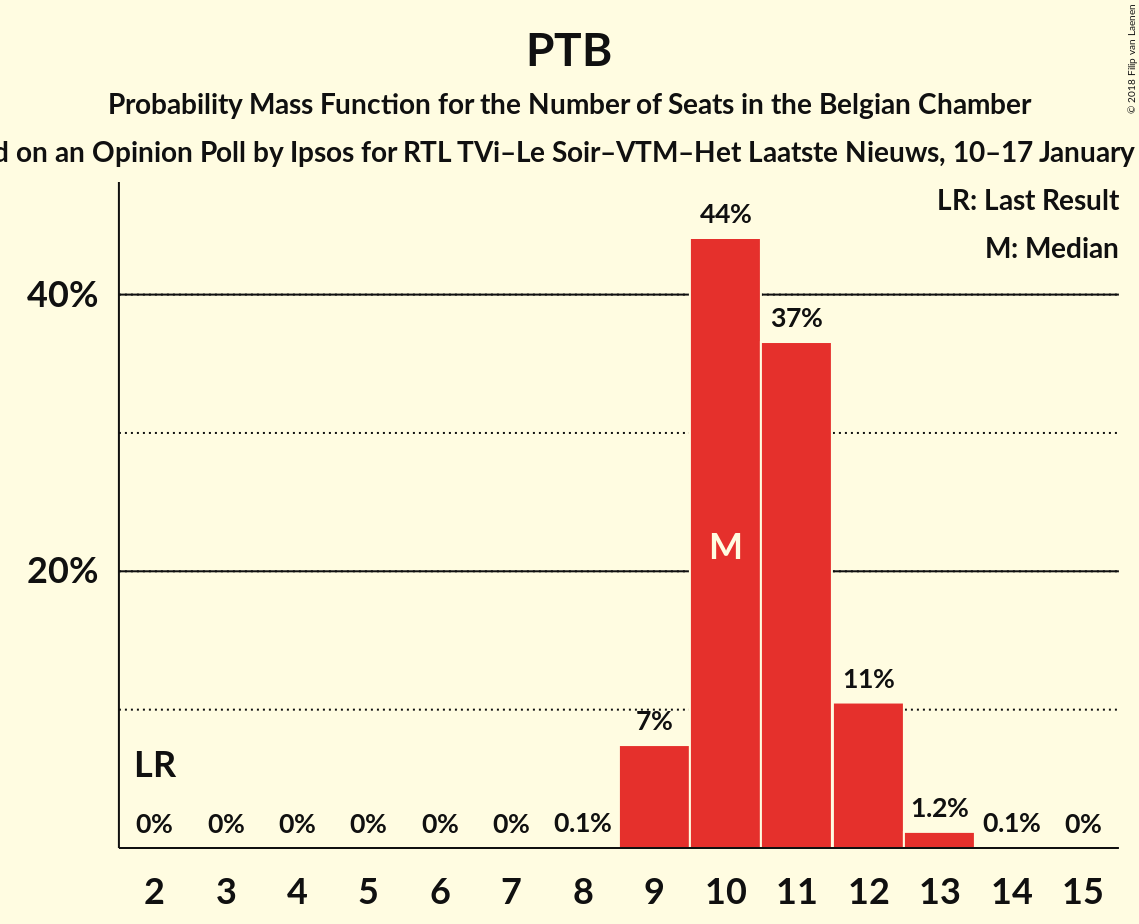 PTB
Probability Mass Function for the Number of Seats in the Belgian Chamber
d on an Opinion Poll by Ipsos for RTL TVi–Le Soir–VTM–Het Laatste Nieuws, 10–17 January
© 2018 Filip van Laenen
LR: Last Result
M: Median
40%
20%
44%
37%
M
11%
7%
LR
0% 0% 0% 0% 0% 0% 0.1% 1.2% 0.1% 0%
2 3 4 5 6 7 8 9 10 11 12 13 14 15